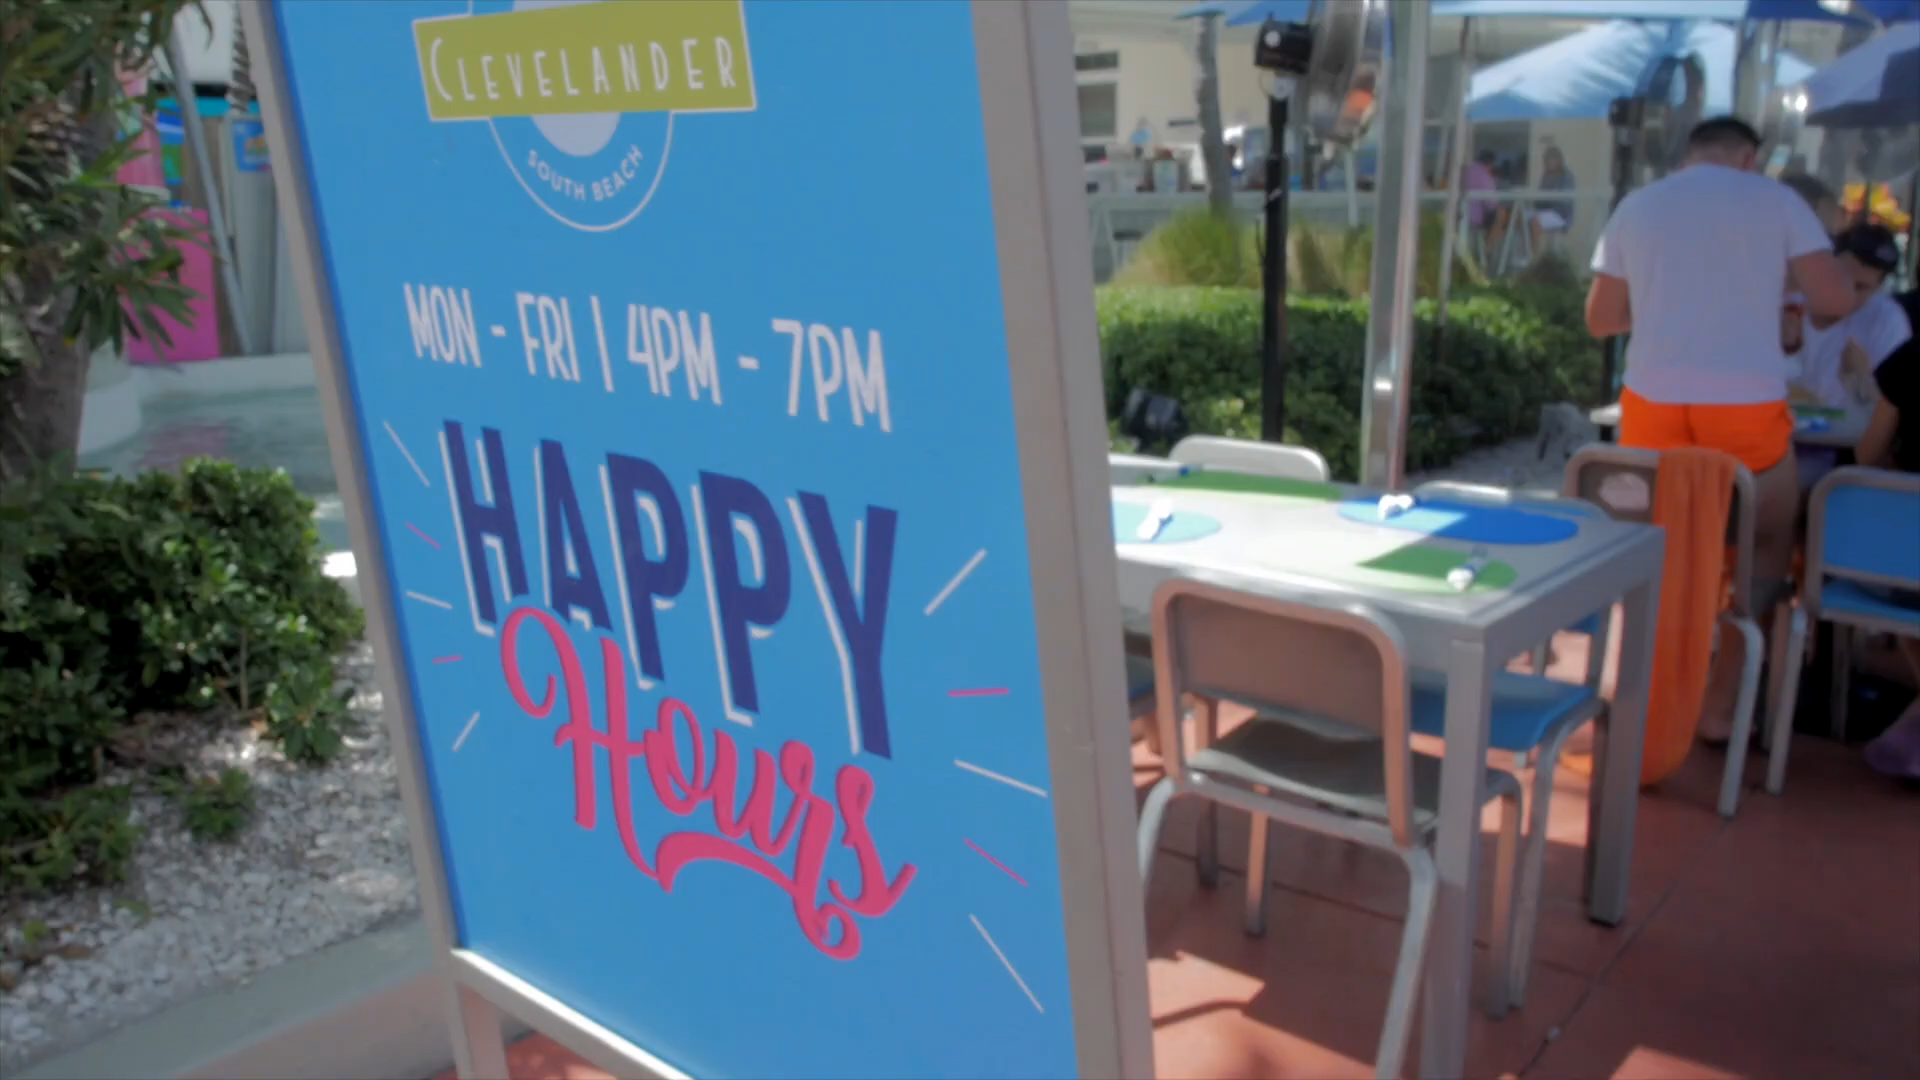 CLEVELANDER
SOUTH BEACH
MON - FRI | 4PM - 7PM
HAPPY
Hours